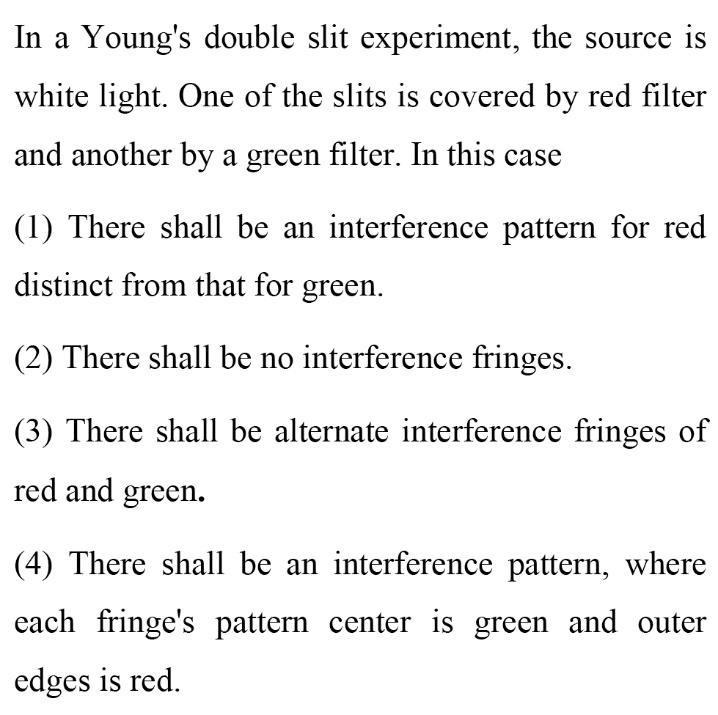 In a Young's double slit experiment, the source is
white light. One of the slits is covered by red filter
and another by a green filter. In this case
(1) There shall be an interference pattern for red
distinct from that for green.
(2) There shall be no interference fringes.
(3) There shall be alternate interference fringes of
red and green.
(4) There shall be an interference pattern, where
each fringe's pattern center is green and outer
edges is red.